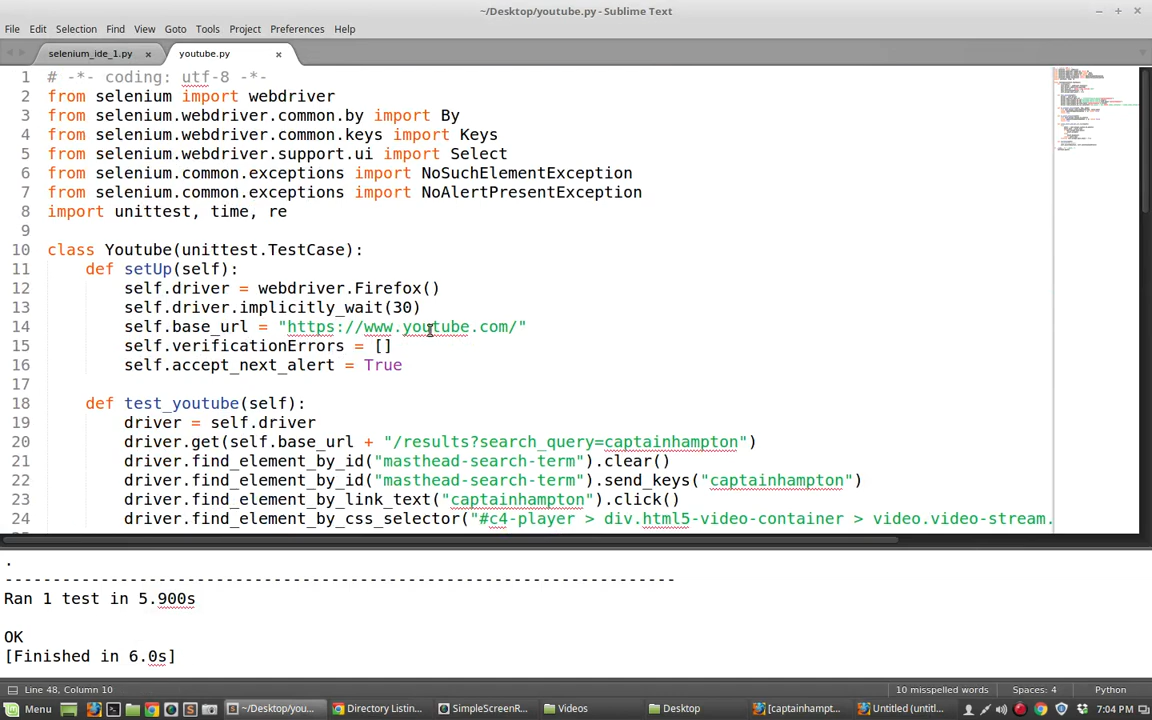 ~/Desktop/youtube.py - Sublime Text
File Edit Selection Find View Goto Tools Project Preferences Help
selenium_ide_1.py × youtube.py ×
1 # -*- coding: utf-8 -*-
2 from selenium import webdriver
3 from selenium.webdriver.common.by import By
4 from selenium.webdriver.common.keys import Keys
5 from selenium.webdriver.support.ui import Select
6 from selenium.common.exceptions import NoSuchElementException
7 from selenium.common.exceptions import NoAlertPresentException
8 import unittest, time, re
9
10 class Youtube(unittest.TestCase):
11 def setUp(self):
12 self.driver = webdriver.Firefox()
13 self.driver.implicitly_wait(30)
14 self.base_url = "https://www.youtube.com/"
15 self.verificationErrors = []
16 self.accept_next_alert = True
17
18 def test_youtube(self):
19 driver = self.driver
20 driver.get(self.base_url + "/results?search_query=captainhampton")
21 driver.find_element_by_id("masthead-search-term").clear()
22 driver.find_element_by_id("masthead-search-term").send_keys("captainhampton")
23 driver.find_element_by_link_text("captainhampton").click()
24 driver.find_element_by_css_selector("#c4-player > div.html5-video-container > video.video-stream.
.
----------------------------------------------------------------------
Ran 1 test in 5.900s
OK
[Finished in 6.0s]
Line 48, Column 10 10 misspelled words Spaces: 4 Python
Menu ~/Desktop/you... Directory Listin... SimpleScreenR... Videos Desktop [captainhampt... Untitled (untitl... 7:04 PM